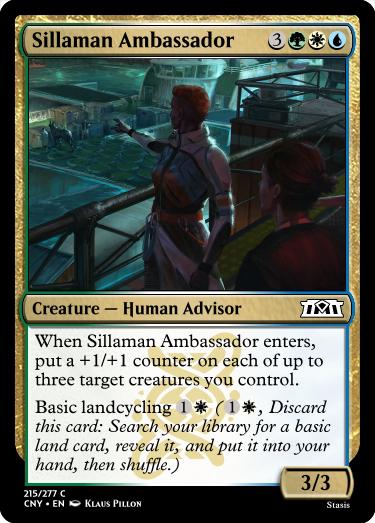 Sillaman Ambassador 3
Creature — Human Advisor
When Sillaman Ambassador enters,
put a +1/+1 counter on each of up to
three target creatures you control.
Basic landcycling 1 ( 1 , Discard
this card: Search your library for a basic
land card, reveal it, and put it into your
hand, then shuffle.)
3/3
215/277 C
CNY • EN Klaus Pillon
Stasis